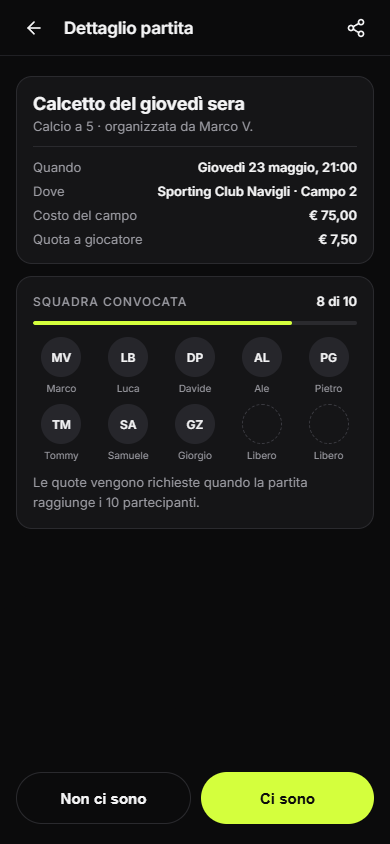 Dettaglio partita
Calcetto del giovedì sera
Calcio a 5 · organizzata da Marco V.
Quando Giovedì 23 maggio, 21:00
Dove Sporting Club Navigli · Campo 2
Costo del campo € 75,00
Quota a giocatore € 7,50
SQUADRA CONVOCATA 8 di 10
MV LB DP AL PG
Marco Luca Davide Ale Pietro
TM SA GZ
Tommy Samuele Giorgio Libero Libero
Le quote vengono richieste quando la partita
raggiunge i 10 partecipanti.
Non ci sono Ci sono